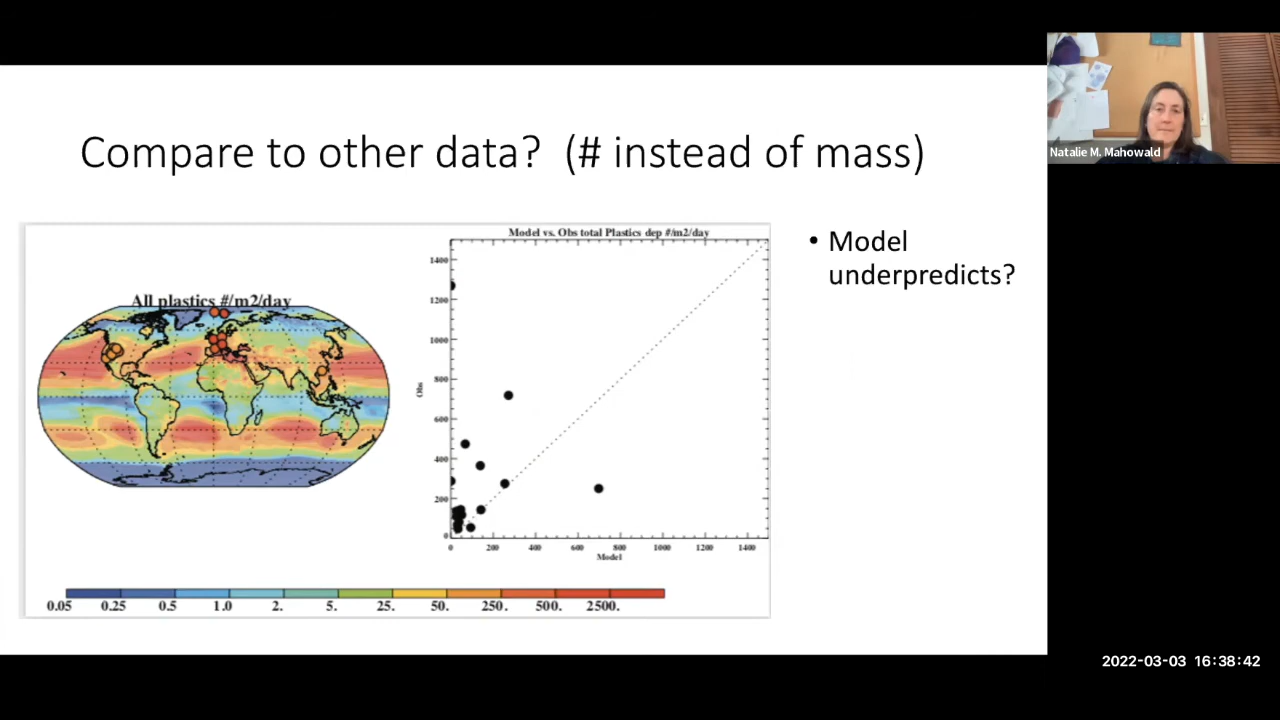 Compare to other data? (# instead of mass)
Natalie M. Mahowald
Model vs. Obs total Plastics dep #/m2/day
• Model
underpredicts?
All plastics #/m2/day
1400
1200
1000
800
600
400
200
0
Obs
0 200 400 600 800 1000 1200 1400
Model
0.05 0.25 0.5 1.0 2. 5. 25. 50. 250. 500. 2500.
2022-03-03 16:38:42